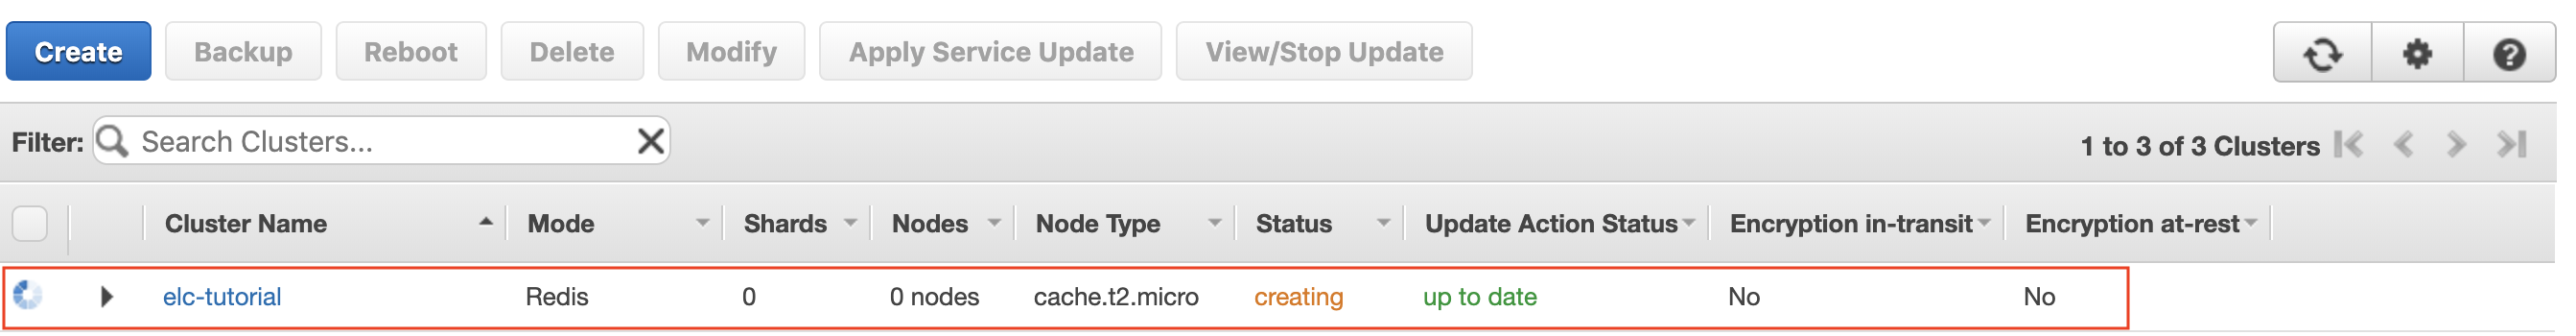 Create Backup Reboot Delete Modify Apply Service Update View/Stop Update
Filter: Search Clusters... 1 to 3 of 3 Clusters
Cluster Name Mode Shards Nodes Node Type Status Update Action Status Encryption in-transit Encryption at-rest
elc-tutorial Redis 0 0 nodes cache.t2.micro creating up to date No No